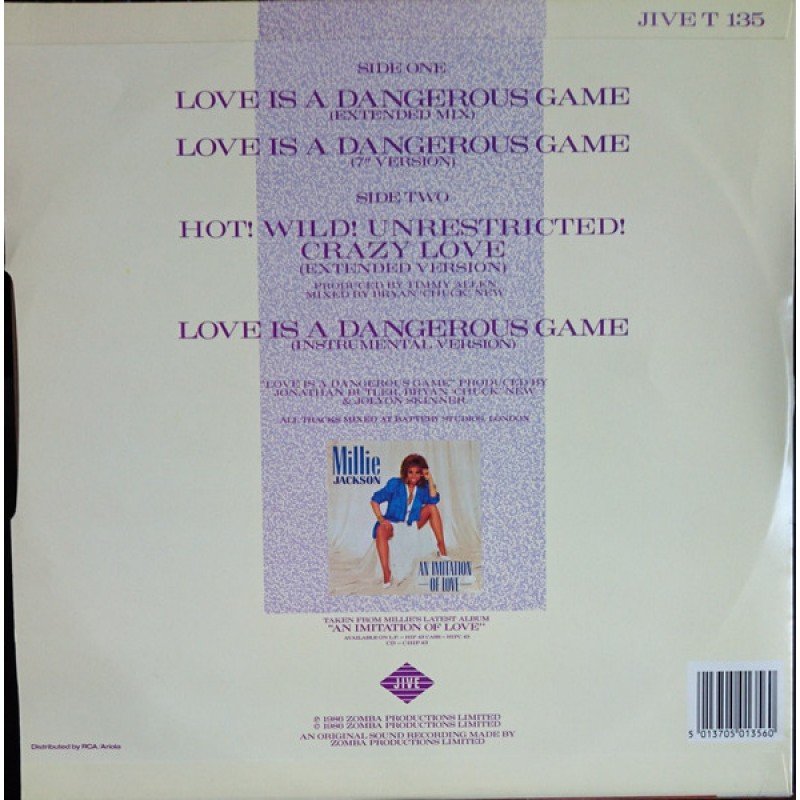 JIVE T 135
SIDE ONE
LOVE IS A DANGEROUS GAME
(EXTENDED MIX)
LOVE IS A DANGEROUS GAME
(7" VERSION)
SIDE TWO
HOT! WILD! UNRESTRICTED!
CRAZY LOVE
(EXTENDED VERSION)
PRODUCED BY TIMMY ALLEN
MIXED BY BRYAN 'CHUCK' NEW
LOVE IS A DANGEROUS GAME
(INSTRUMENTAL VERSION)
"LOVE IS A DANGEROUS GAME" PRODUCED BY
JONATHAN BUTLER, BRYAN 'CHUCK' NEW
& JOLYON SKINNER
ALL TRACKS MIXED AT BATTERY STUDIOS, LONDON
Millie
JACKSON
AN IMITATION
OF LOVE
TAKEN FROM MILLIE'S LATEST ALBUM
"AN IMITATION OF LOVE"
AVAILABLE ON LP –
CD –
JIVE
℗ 1986 ZOMBA PRODUCTIONS LIMITED
© 1986 ZOMBA PRODUCTIONS LIMITED
AN ORIGINAL SOUND RECORDING MADE BY
ZOMBA PRODUCTIONS LIMITED
Distributed by RCA/Ariola
5 013705 013560